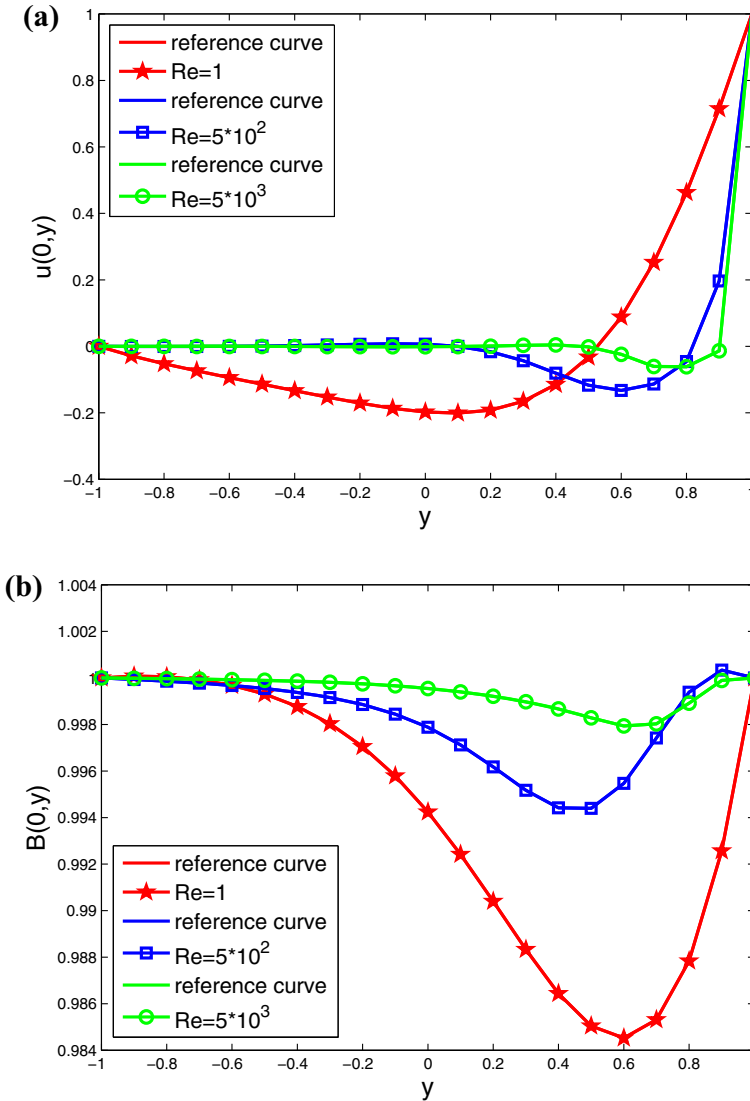 (a)
1
0.8
0.6
0.4
0.2
0
−0.2
−0.4
u(0,y)
reference curve
Re=1
reference curve
Re=5*10^2
reference curve
Re=5*10^3
−1 −0.8 −0.6 −0.4 −0.2 0 0.2 0.4 0.6 0.8 1
y
(b)
1.004
1.002
1
0.998
0.996
0.994
0.992
0.99
0.988
0.986
0.984
B(0,y)
reference curve
Re=1
reference curve
Re=5*10^2
reference curve
Re=5*10^3
−1 −0.8 −0.6 −0.4 −0.2 0 0.2 0.4 0.6 0.8 1
y